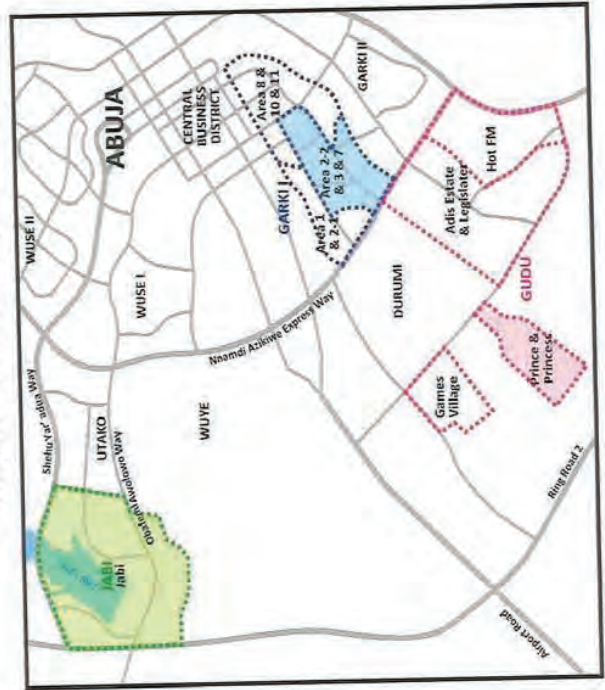 WUSE II
ABUJA
CENTRAL
BUSINESS
DISTRICT
Area 8 &
10 & 11
GARKI II
Shehu Yar' adua Way
WUSE I
GARKI I
Area 1
& 2-1
Area 2-2
& 3 & 7
UTAKO
Obafemi Awolowo Way
Nnamdi Azikiwe Express Way
WUYE
DURUMI
Adis Estate
& Legislater
Hot FM
JABI
Jabi
Games
Village
GUDU
Prince &
Princess
Airport Road
Ring Road 2